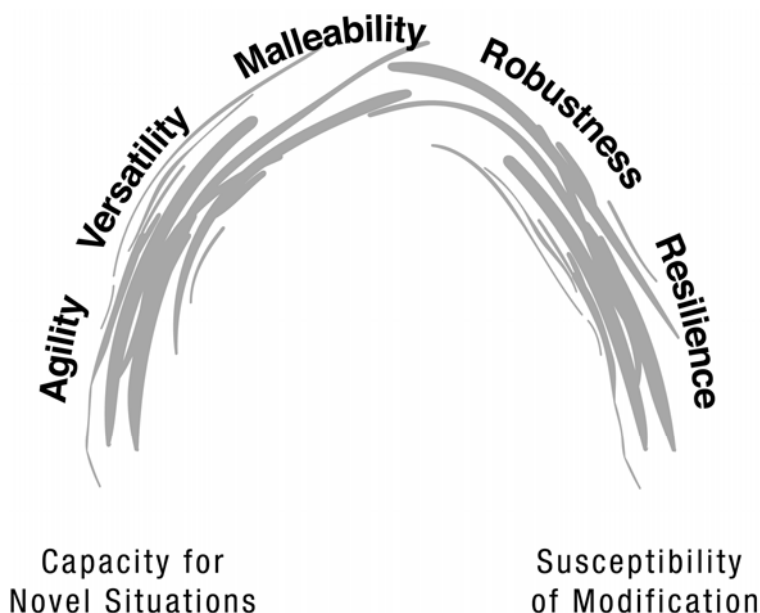 Agility
Versatility
Malleability
Robustness
Resilience
Capacity for
Novel Situations
Susceptibility
of Modification